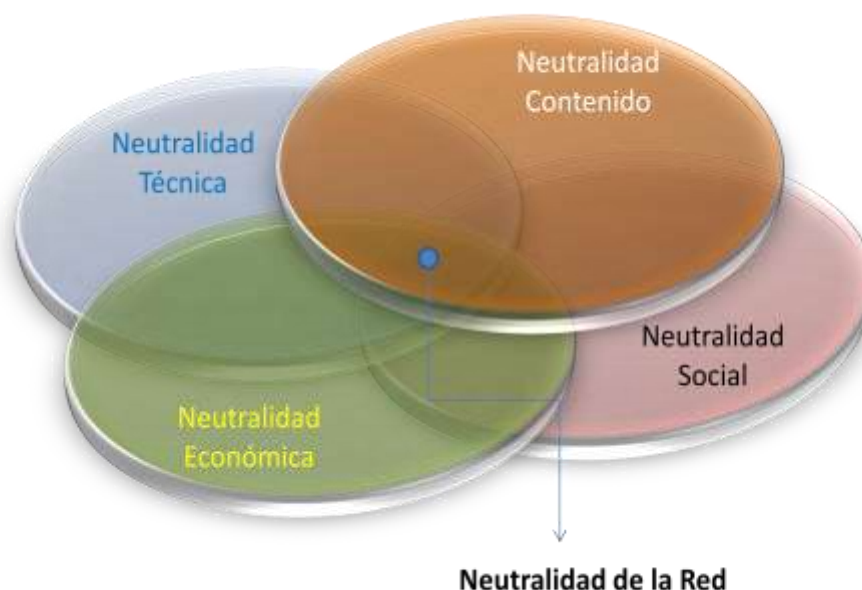 Neutralidad
Contenido
Neutralidad
Técnica
Neutralidad
Social
Neutralidad
Económica
Neutralidad de la Red